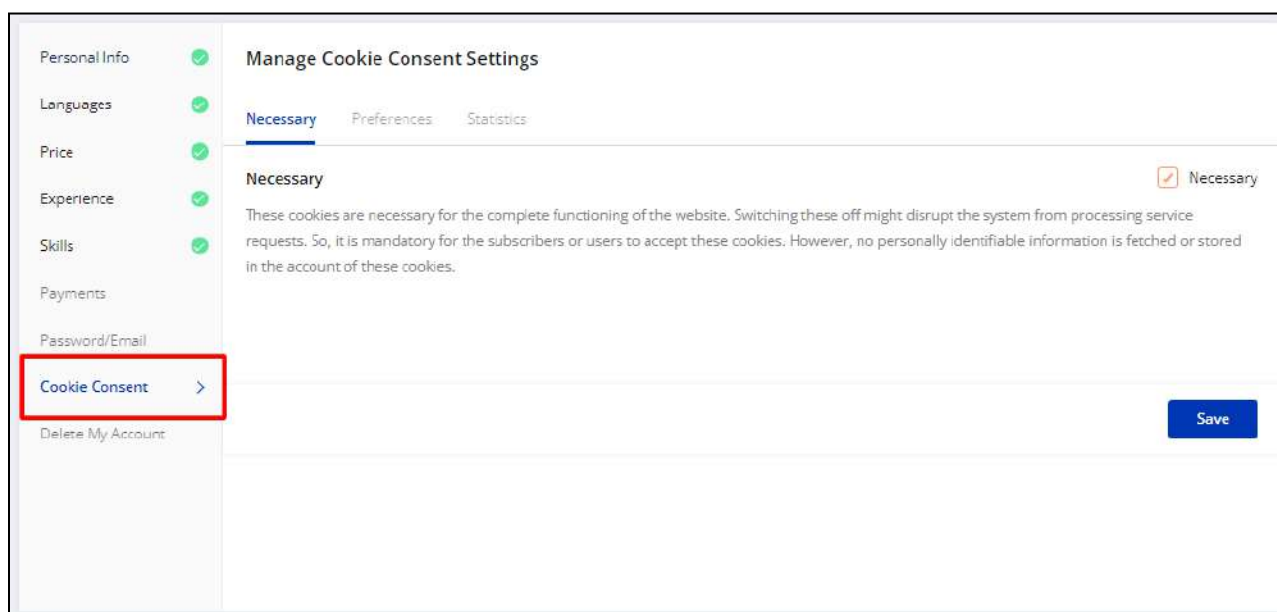 Personal Info
Languages
Price
Experience
Skills
Payments
Password/Email
Cookie Consent
Delete My Account
Manage Cookie Consent Settings
Necessary Preferences Statistics
Necessary
Necessary
These cookies are necessary for the complete functioning of the website. Switching these off might disrupt the system from processing service
requests. So, it is mandatory for the subscribers or users to accept these cookies. However, no personally identifiable information is fetched or stored
in the account of these cookies.
Save